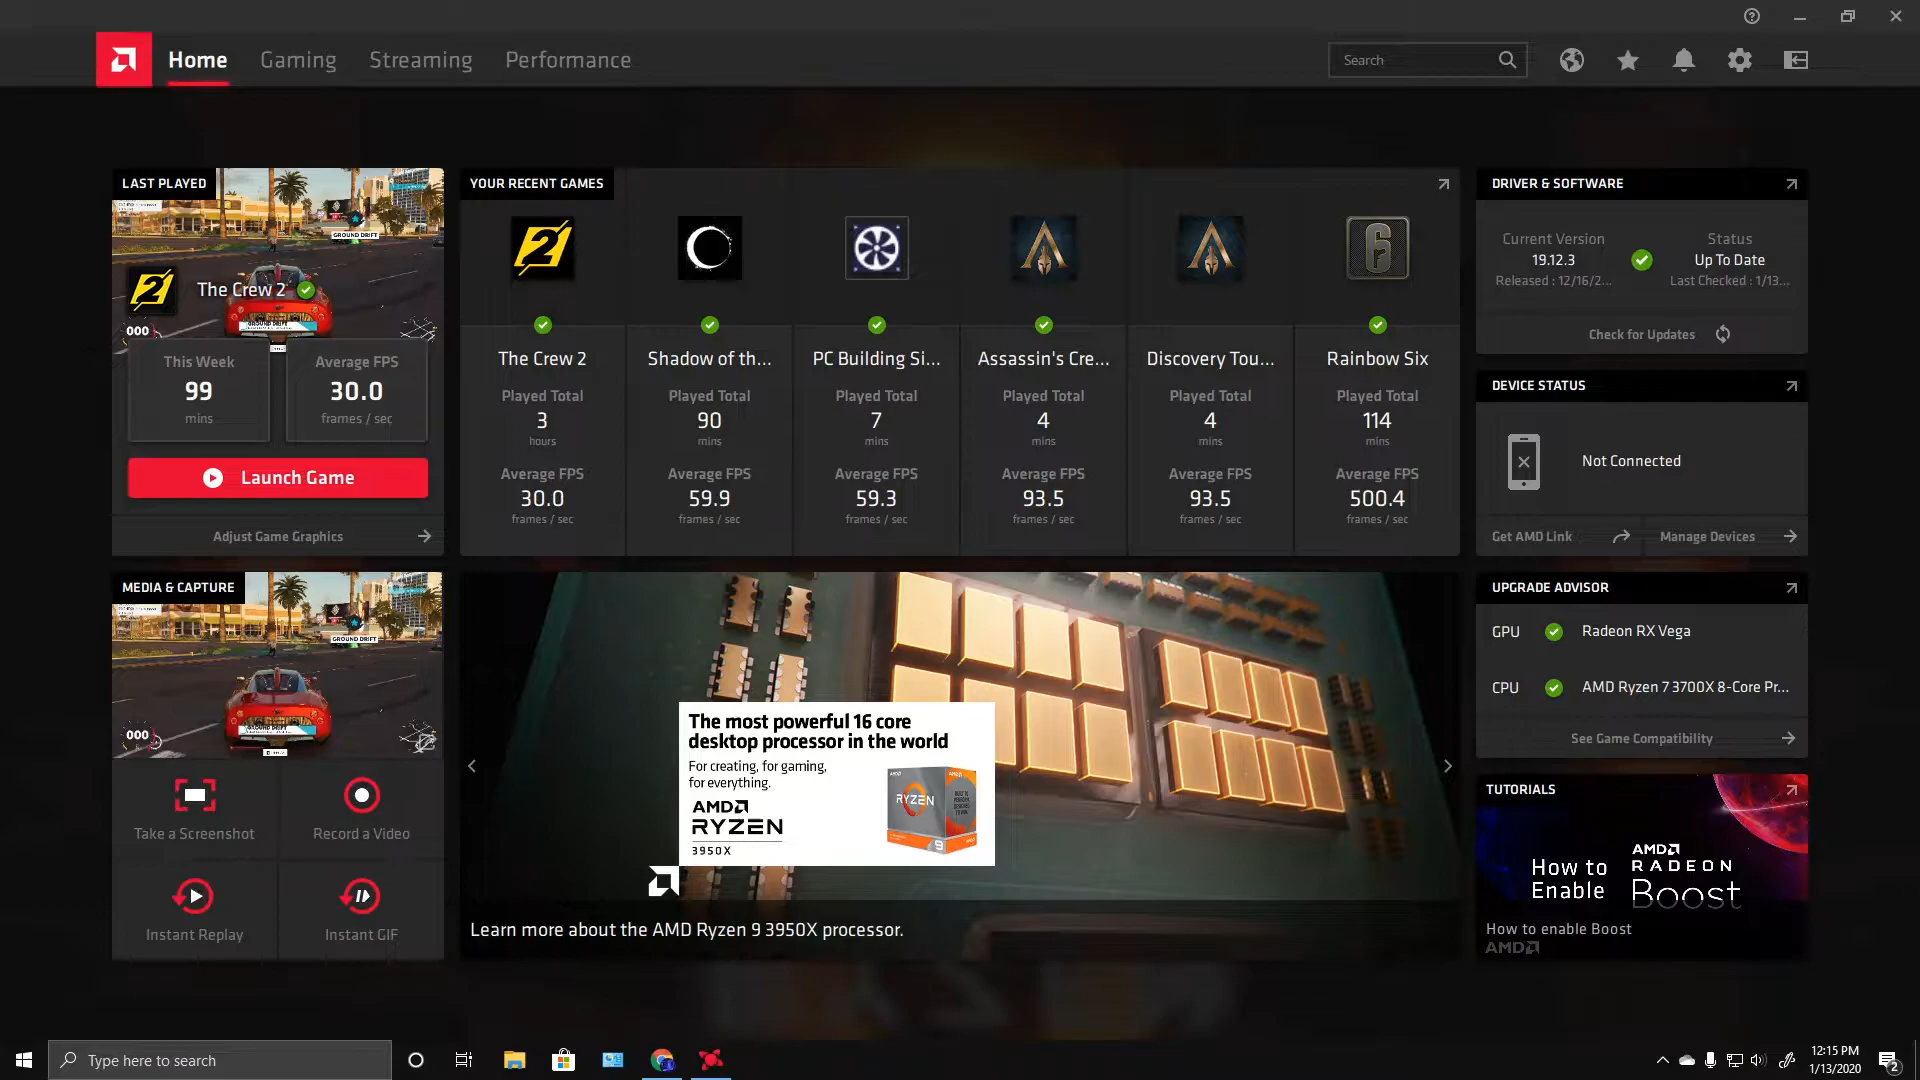 Home
Gaming
Streaming
Performance
Search
LAST PLAYED
GROUND DRIFT
The Crew 2
000
This Week
99
mins
Average FPS
30.0
frames / sec
Launch Game
Adjust Game Graphics
YOUR RECENT GAMES
The Crew 2
Played Total
3
hours
Average FPS
30.0
frames / sec
Shadow of th...
Played Total
90
mins
Average FPS
59.9
frames / sec
PC Building Si...
Played Total
7
mins
Average FPS
59.3
frames / sec
Assassin's Cre...
Played Total
4
mins
Average FPS
93.5
frames / sec
Discovery Tou...
Played Total
4
mins
Average FPS
93.5
frames / sec
Rainbow Six
Played Total
114
mins
Average FPS
500.4
frames / sec
DRIVER & SOFTWARE
Current Version
19.12.3
Released : 12/16/2...
Status
Up To Date
Last Checked : 1/13...
Check for Updates
DEVICE STATUS
Not Connected
Get AMD Link
Manage Devices
MEDIA & CAPTURE
GROUND DRIFT
000
Take a Screenshot
Record a Video
Instant Replay
Instant GIF
The most powerful 16 core
desktop processor in the world
For creating, for gaming,
for everything.
AMD
RYZEN
3950X
RYZEN
9
Learn more about the AMD Ryzen 9 3950X processor.
UPGRADE ADVISOR
GPU
Radeon RX Vega
CPU
AMD Ryzen 7 3700X 8-Core Pr...
See Game Compatibility
TUTORIALS
How to
Enable
AMD
RADEON
Boost
How to enable Boost
AMD
Type here to search
12:15 PM
1/13/2020
2